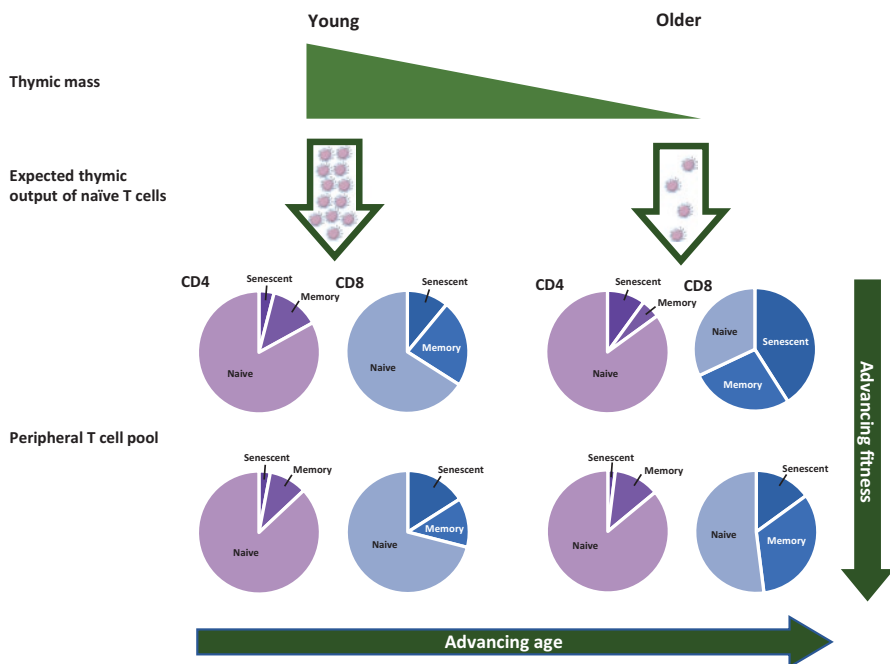 Young
Older
Thymic mass
Expected thymic
output of naïve T cells
CD4
Senescent
Memory
CD8
Senescent
Memory
Naive
Naive
CD4
Senescent
Memory
CD8
Naive
Senescent
Memory
Naive
Peripheral T cell pool
Senescent
Memory
Naive
Senescent
Memory
Naive
Senescent
Memory
Naive
Senescent
Naive
Memory
Advancing fitness
Advancing age